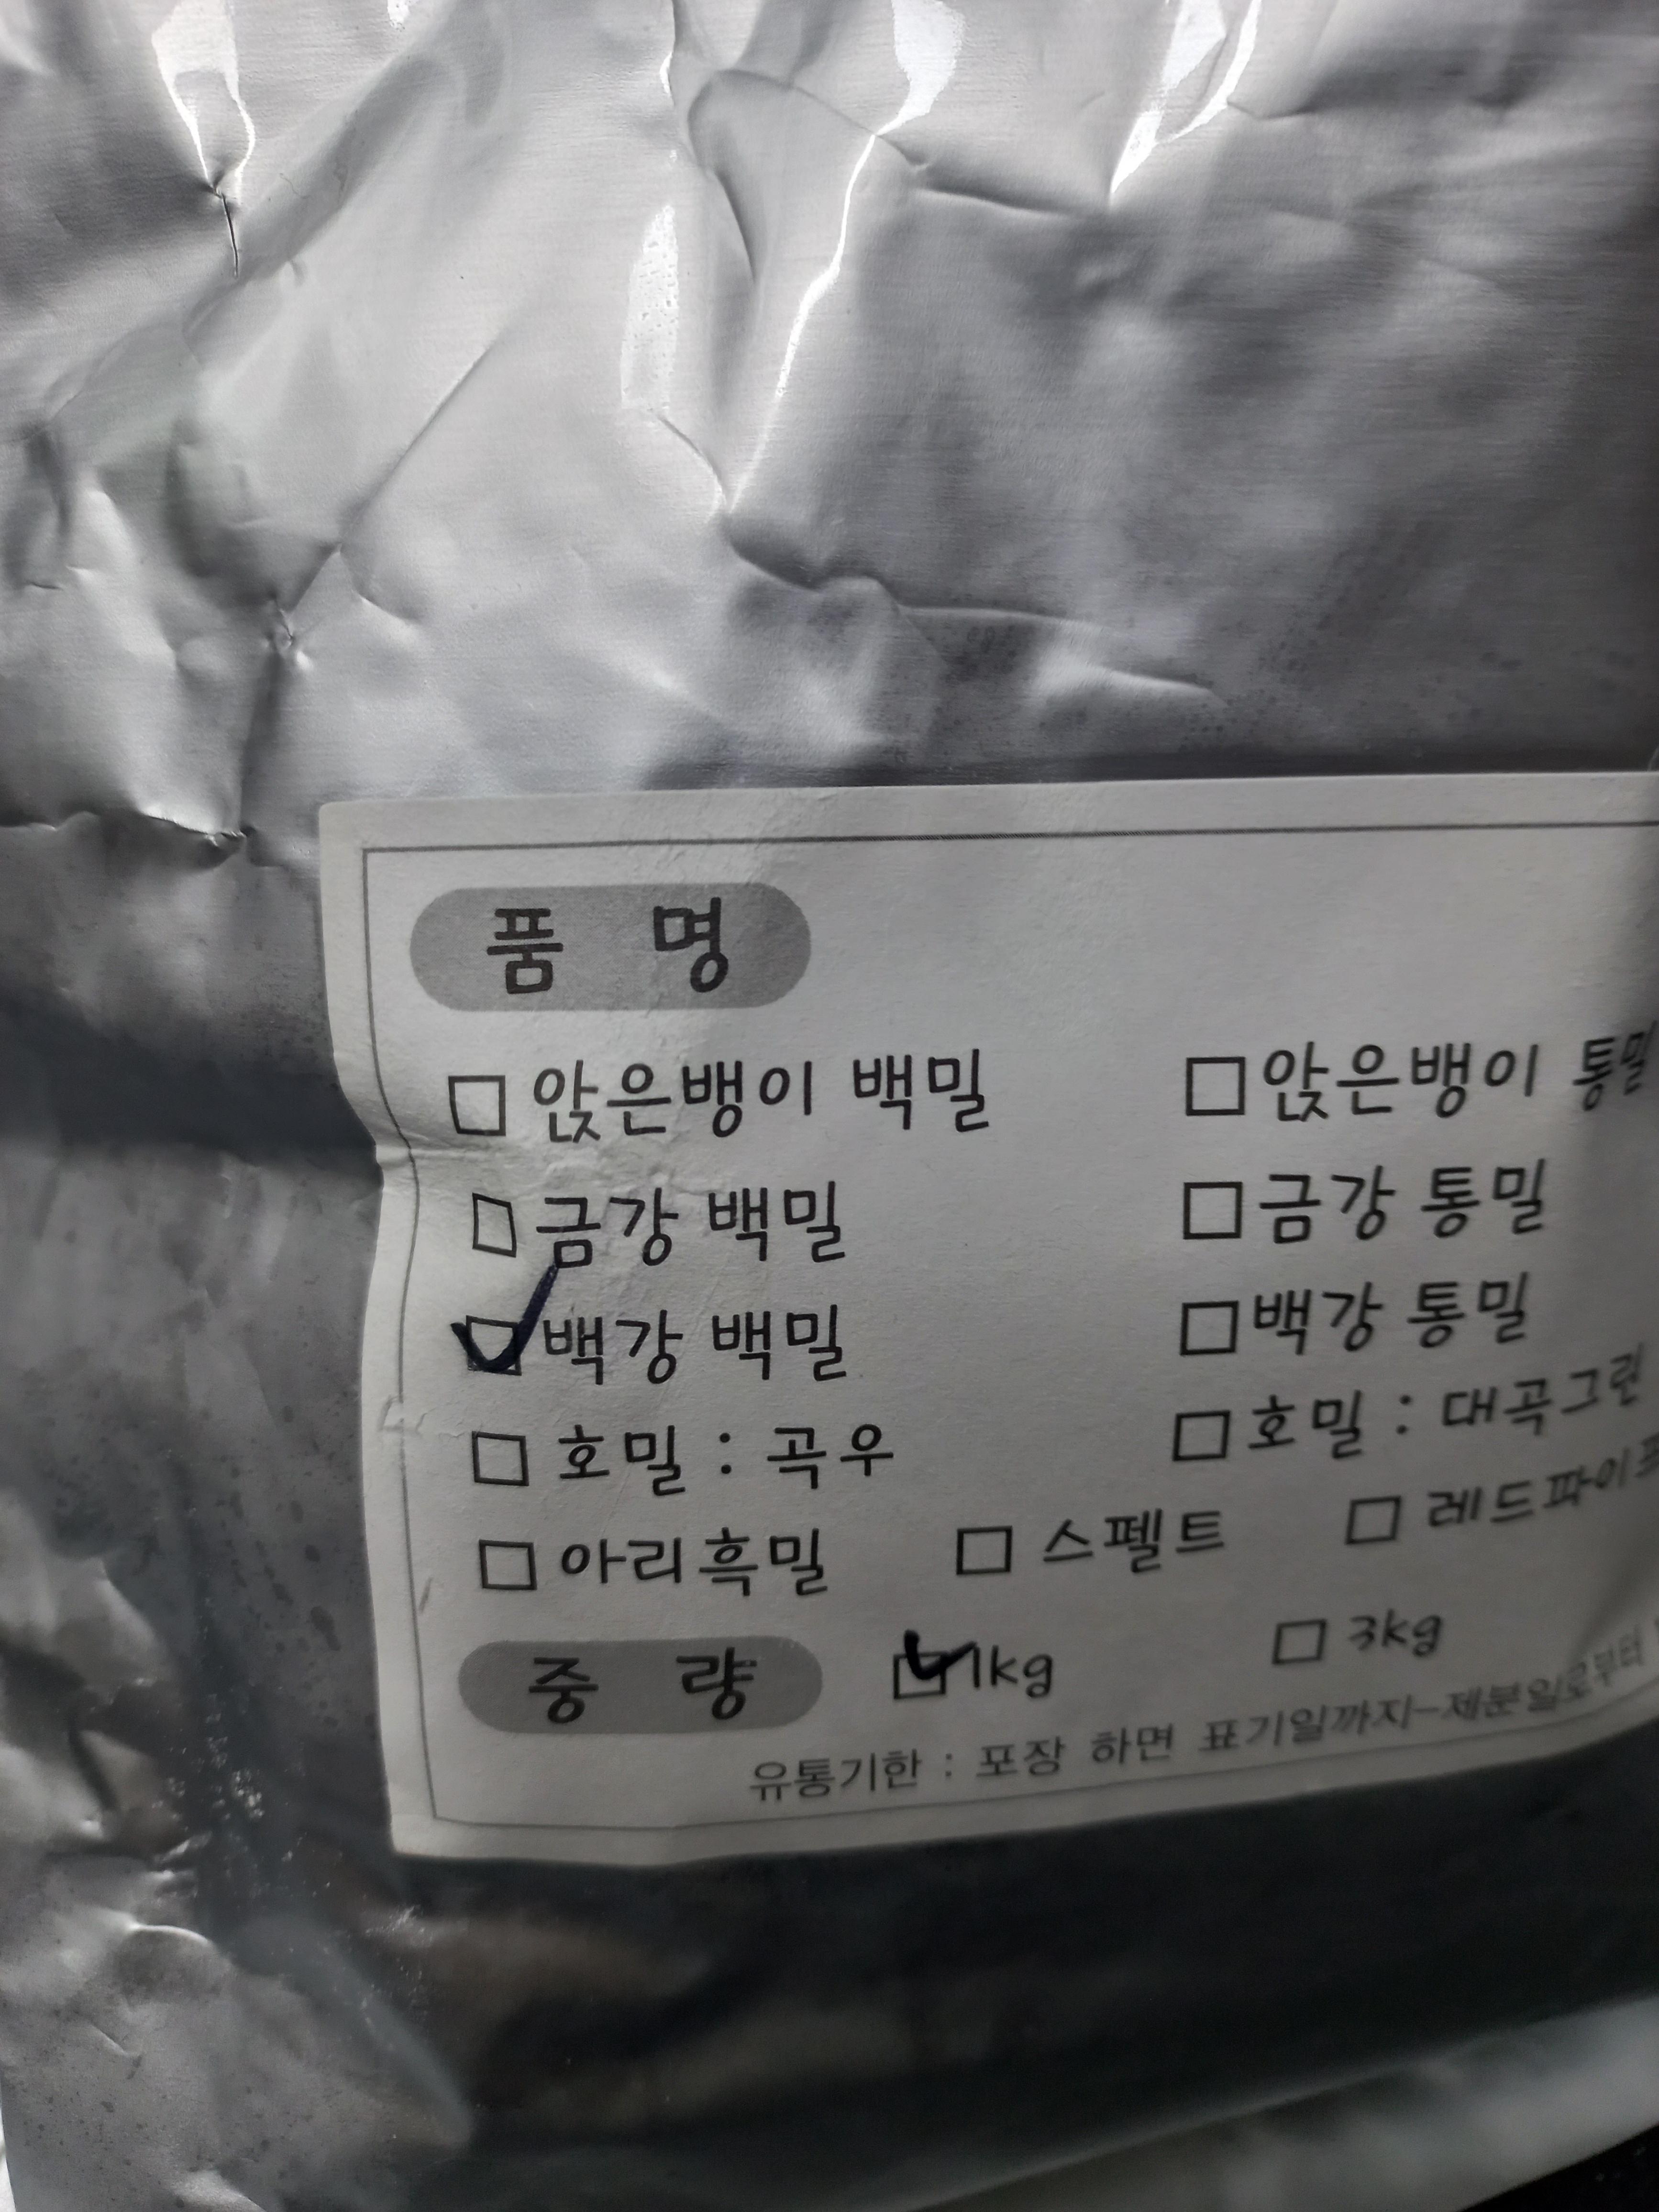 품 명
☐ 앉은뱅이 백밀 ☐ 앉은뱅이 통밀
☐ 금강 백밀 ☐ 금강 통밀
☑ 백강 백밀 ☐ 백강 통밀
☐ 호밀 : 곡우 ☐ 호밀 : 대곡그린
☐ 아리흑밀 ☐ 스펠트 ☐ 레드파이프
중 량 ☑ 1kg ☐ 3kg
유통기한 : 포장 하면 표기일까지-제분일로부터